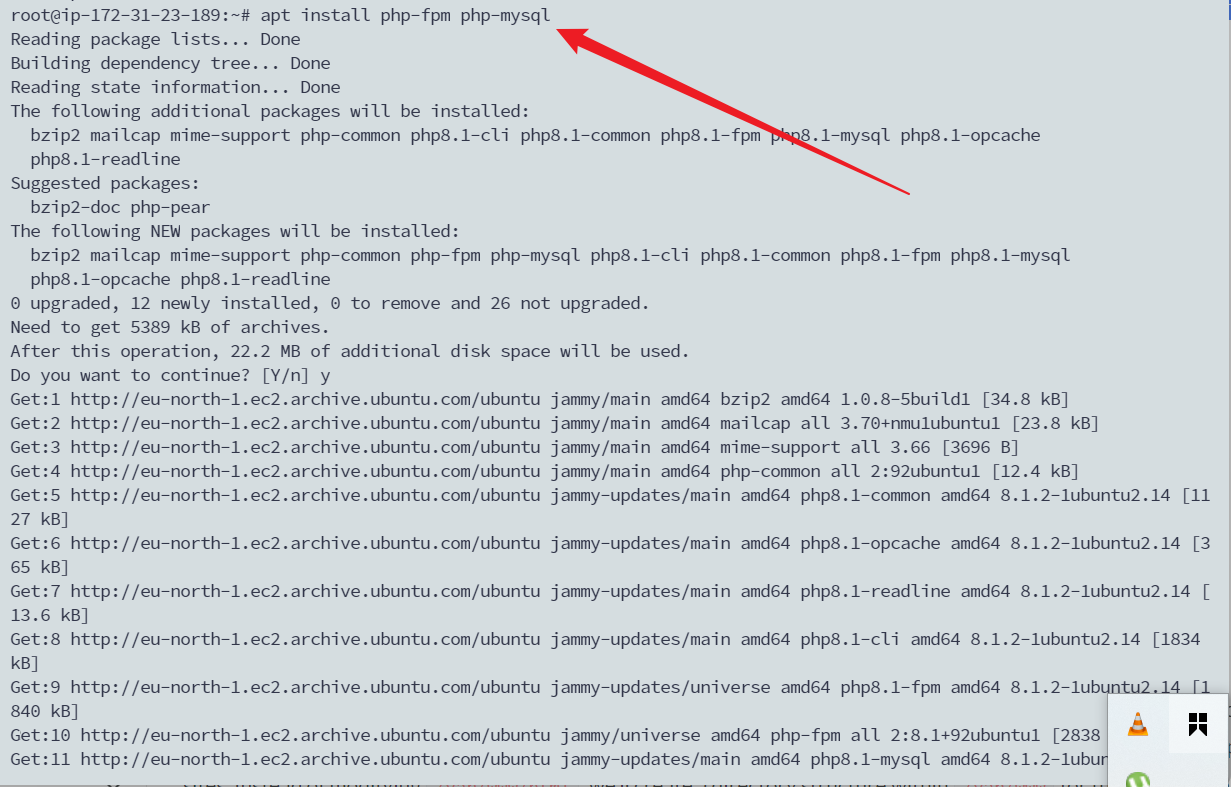 root@ip-172-31-23-189:~# apt install php-fpm php-mysql
Reading package lists... Done
Building dependency tree... Done
Reading state information... Done
The following additional packages will be installed:
  bzip2 mailcap mime-support php-common php8.1-cli php8.1-common php8.1-fpm php8.1-mysql php8.1-opcache
  php8.1-readline
Suggested packages:
  bzip2-doc php-pear
The following NEW packages will be installed:
  bzip2 mailcap mime-support php-common php-fpm php-mysql php8.1-cli php8.1-common php8.1-fpm php8.1-mysql
  php8.1-opcache php8.1-readline
0 upgraded, 12 newly installed, 0 to remove and 26 not upgraded.
Need to get 5389 kB of archives.
After this operation, 22.2 MB of additional disk space will be used.
Do you want to continue? [Y/n] y
Get:1 http://eu-north-1.ec2.archive.ubuntu.com/ubuntu jammy/main amd64 bzip2 amd64 1.0.8-5build1 [34.8 kB]
Get:2 http://eu-north-1.ec2.archive.ubuntu.com/ubuntu jammy/main amd64 mailcap all 3.70+nmu1ubuntu1 [23.8 kB]
Get:3 http://eu-north-1.ec2.archive.ubuntu.com/ubuntu jammy/main amd64 mime-support all 3.66 [3696 B]
Get:4 http://eu-north-1.ec2.archive.ubuntu.com/ubuntu jammy/main amd64 php-common all 2:92ubuntu1 [12.4 kB]
Get:5 http://eu-north-1.ec2.archive.ubuntu.com/ubuntu jammy-updates/main amd64 php8.1-common amd64 8.1.2-1ubuntu2.14 [11
27 kB]
Get:6 http://eu-north-1.ec2.archive.ubuntu.com/ubuntu jammy-updates/main amd64 php8.1-opcache amd64 8.1.2-1ubuntu2.14 [3
65 kB]
Get:7 http://eu-north-1.ec2.archive.ubuntu.com/ubuntu jammy-updates/main amd64 php8.1-readline amd64 8.1.2-1ubuntu2.14 [
13.6 kB]
Get:8 http://eu-north-1.ec2.archive.ubuntu.com/ubuntu jammy-updates/main amd64 php8.1-cli amd64 8.1.2-1ubuntu2.14 [1834
kB]
Get:9 http://eu-north-1.ec2.archive.ubuntu.com/ubuntu jammy-updates/universe amd64 php8.1-fpm amd64 8.1.2-1ubuntu2.14 [1
840 kB]
Get:10 http://eu-north-1.ec2.archive.ubuntu.com/ubuntu jammy/universe amd64 php-fpm all 2:8.1+92ubuntu1 [2838
Get:11 http://eu-north-1.ec2.archive.ubuntu.com/ubuntu jammy-updates/main amd64 php8.1-mysql amd64